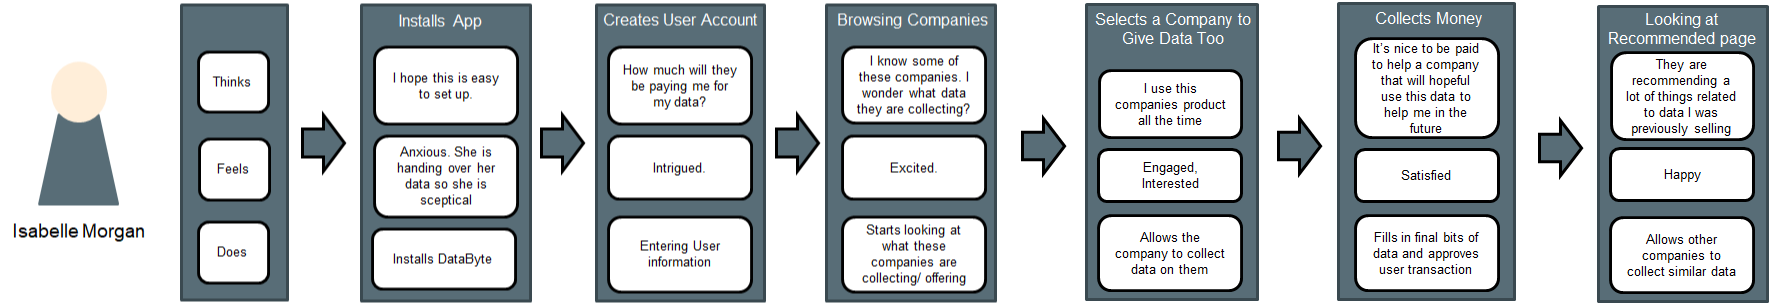 Isabelle Morgan
Thinks
Feels
Does
Installs App
I hope this is easy
to set up.
Anxious. She is
handing over her
data so she is
sceptical
Installs DataByte
Creates User Account
How much will they
be paying me for
my data?
Intrigued.
Entering User
information
Browsing Companies
I know some of
these companies. I
wonder what data
they are collecting?
Excited.
Starts looking at
what these
companies are
collecting/ offering
Selects a Company to
Give Data Too
I use this
companies product
all the time
Engaged,
Interested
Allows the
company to collect
data on them
Collects Money
It's nice to be paid
to help a company
that will hopeful
use this data to
help me in the
future
Satisfied
Fills in final bits of
data and approves
user transaction
Looking at
Recommended page
They are
recommending a
lot of things related
to data I was
previously selling
Happy
Allows other
companies to
collect similar data